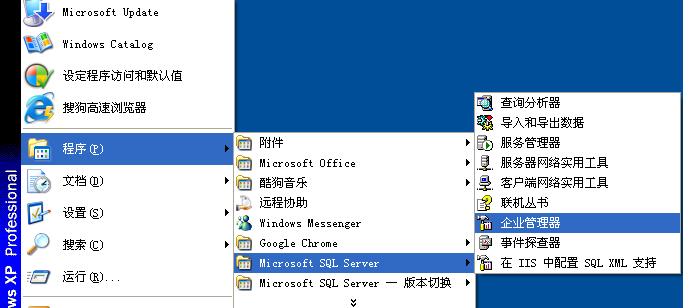 Microsoft Update
Windows Catalog
设定程序访问和默认值
搜狗高速浏览器
程序(P)
文档(D)
设置(S)
搜索(C)
运行(R)...
ws XP Professional
附件
Microsoft Office
酷狗音乐
远程协助
Windows Messenger
Google Chrome
Microsoft SQL Server
Microsoft SQL Server — 版本切换
查询分析器
导入和导出数据
服务管理器
服务器网络实用工具
客户端网络实用工具
联机丛书
企业管理器
事件探查器
在 IIS 中配置 SQL XML 支持